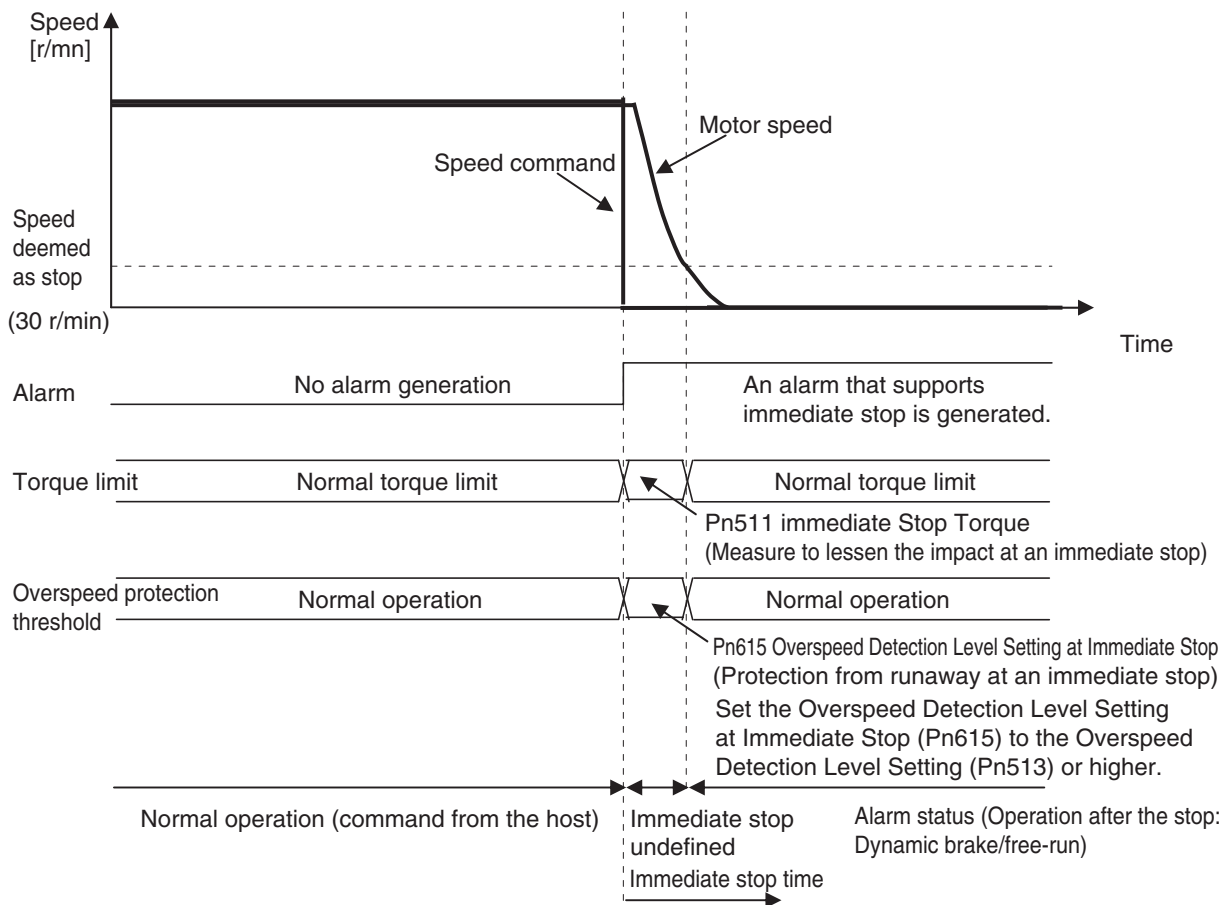 Speed
[r/mn]
Motor speed
Speed command
Speed
deemed
as stop
(30 r/min)
Time
Alarm
No alarm generation
An alarm that supports
immediate stop is generated.
Torque limit
Normal torque limit
Normal torque limit
Pn511 immediate Stop Torque
(Measure to lessen the impact at an immediate stop)
Overspeed protection
threshold
Normal operation
Normal operation
Pn615 Overspeed Detection Level Setting at Immediate Stop
(Protection from runaway at an immediate stop)
Set the Overspeed Detection Level Setting
at Immediate Stop (Pn615) to the Overspeed
Detection Level Setting (Pn513) or higher.
Normal operation (command from the host)
Immediate stop
undefined
Immediate stop time
Alarm status (Operation after the stop:
Dynamic brake/free-run)